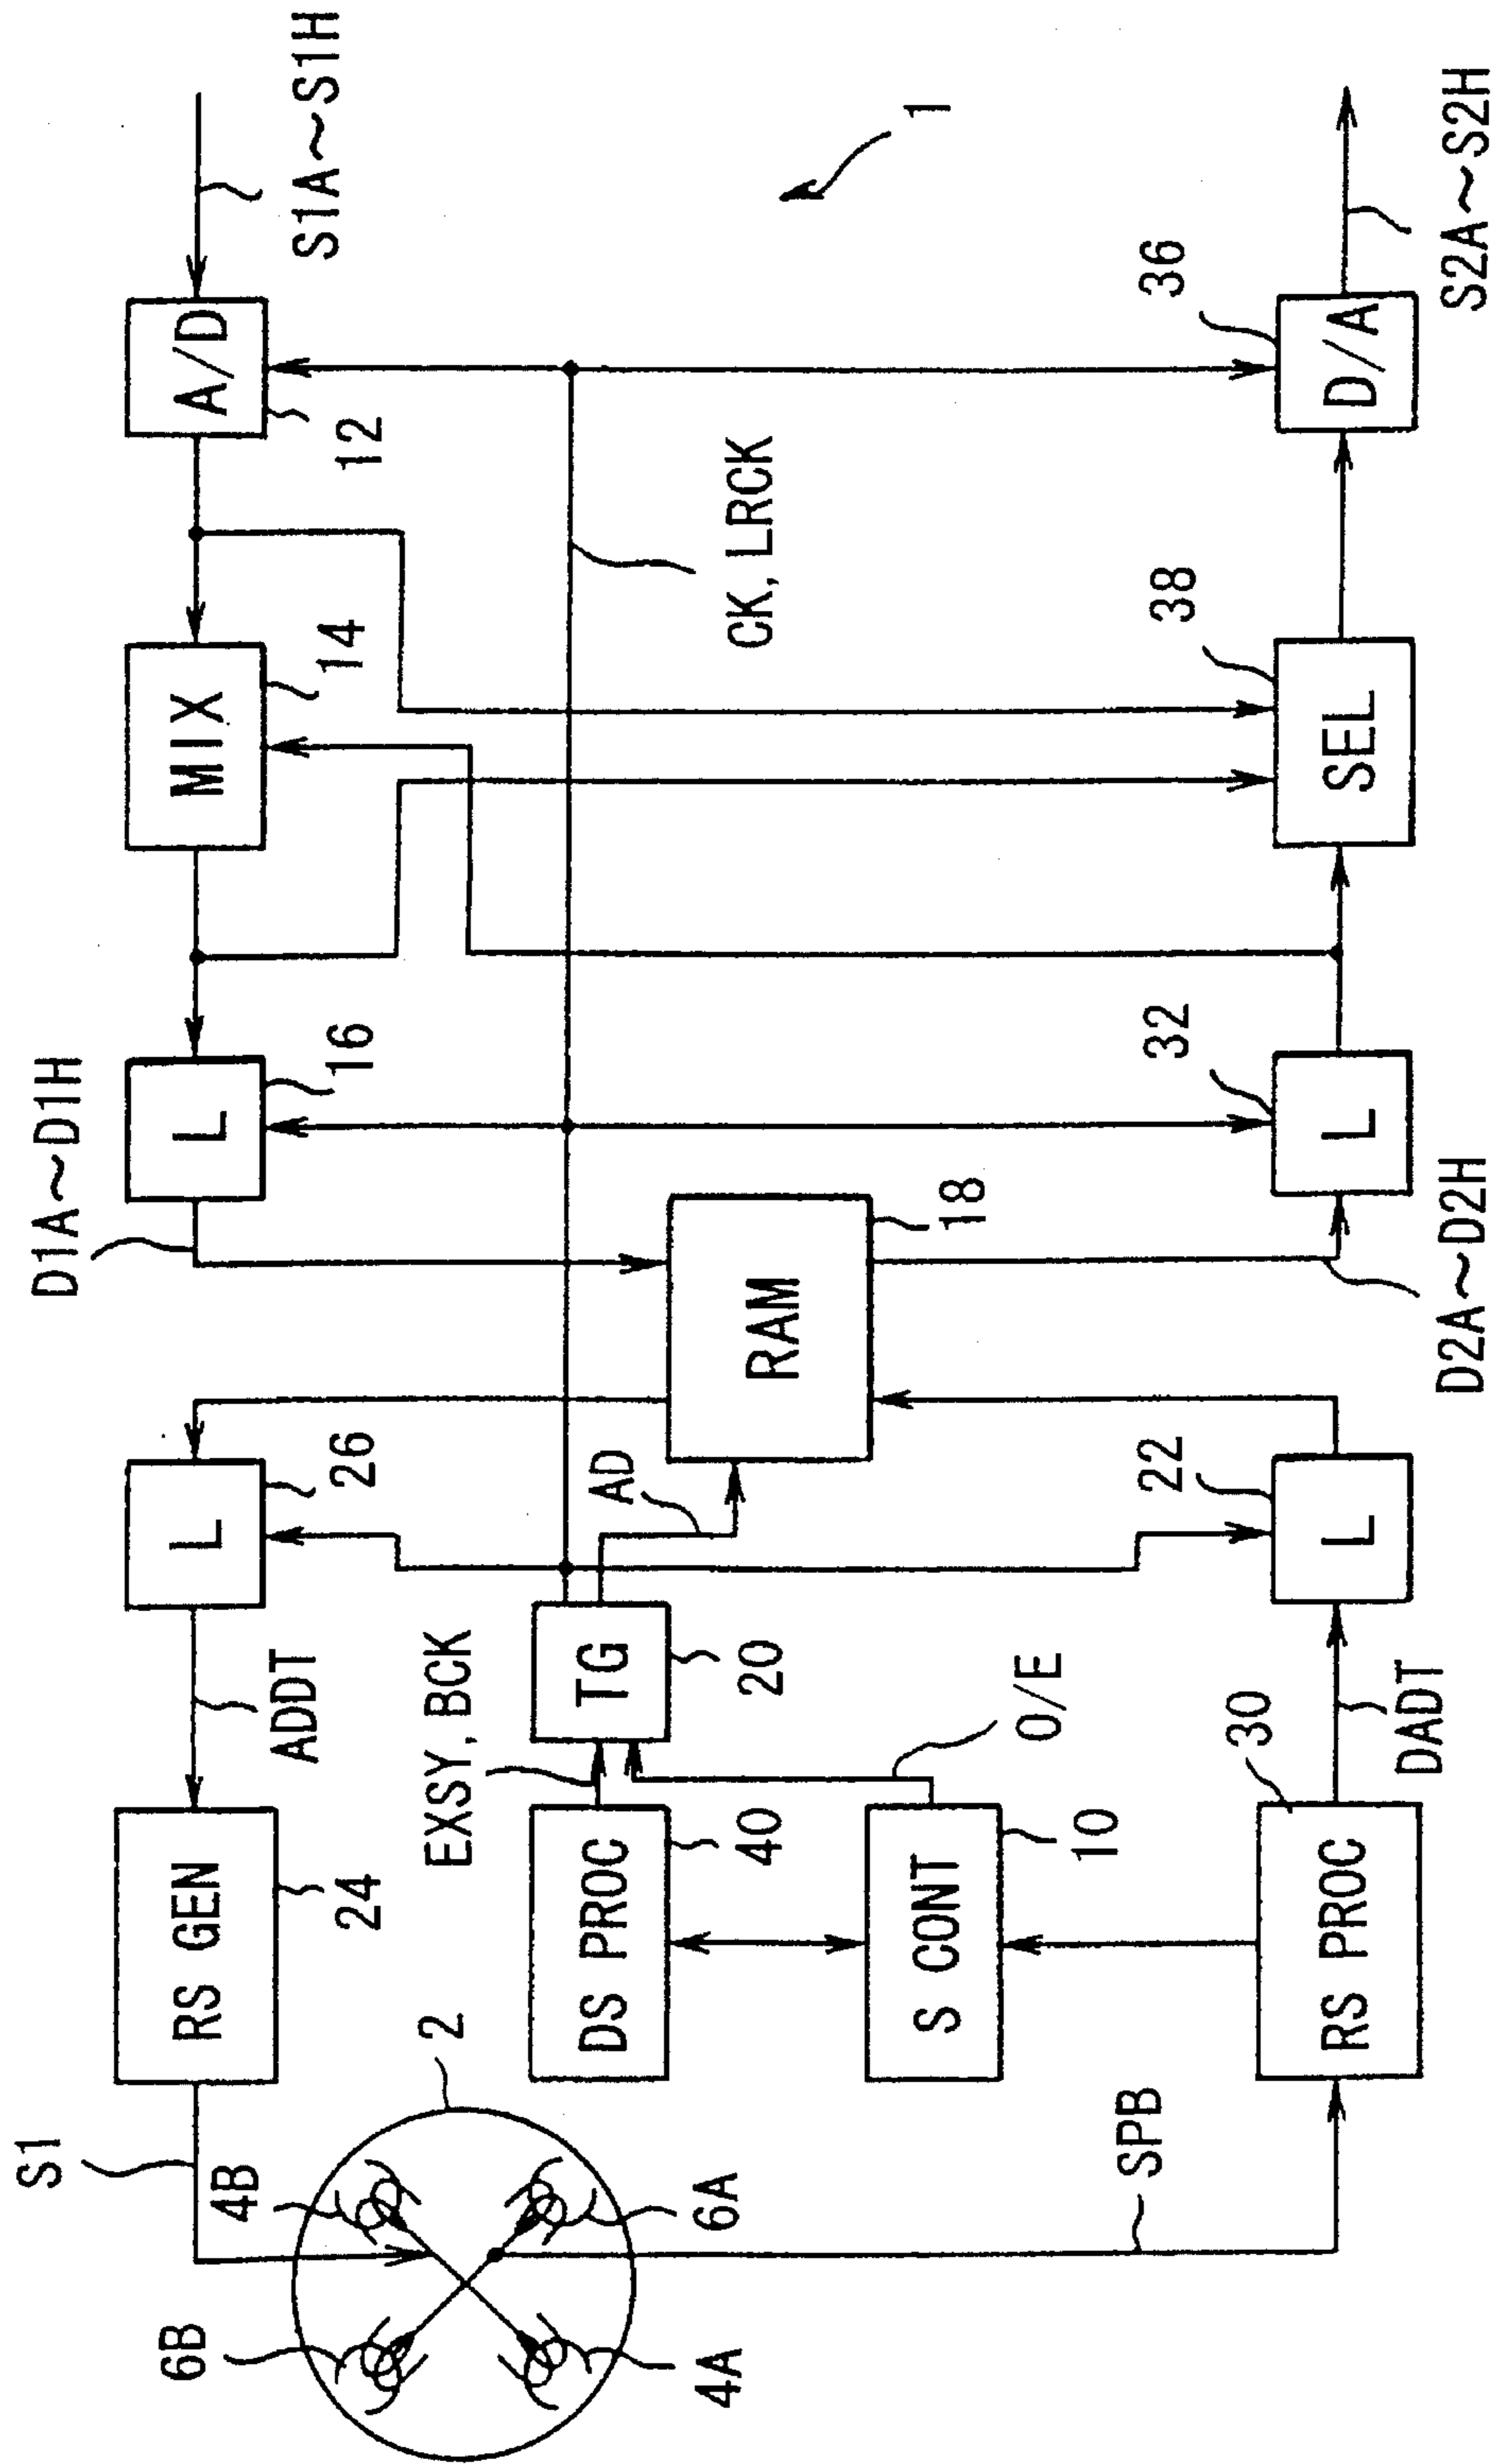 S1A~S1H
A/D
12
MIX
14
D1A~D1H
L
16
L
26
ADDT
RS GEN
24
S1
1
CK, LRCK
RAM
18
AD
TG
20
EXSY, BCK
O/E
DS PROC
40
S CONT
10
2
4B
6A
6B
4A
SPB
RS PROC
30
DADT
L
22
L
32
D2A~D2H
SEL
38
D/A
36
S2A~S2H